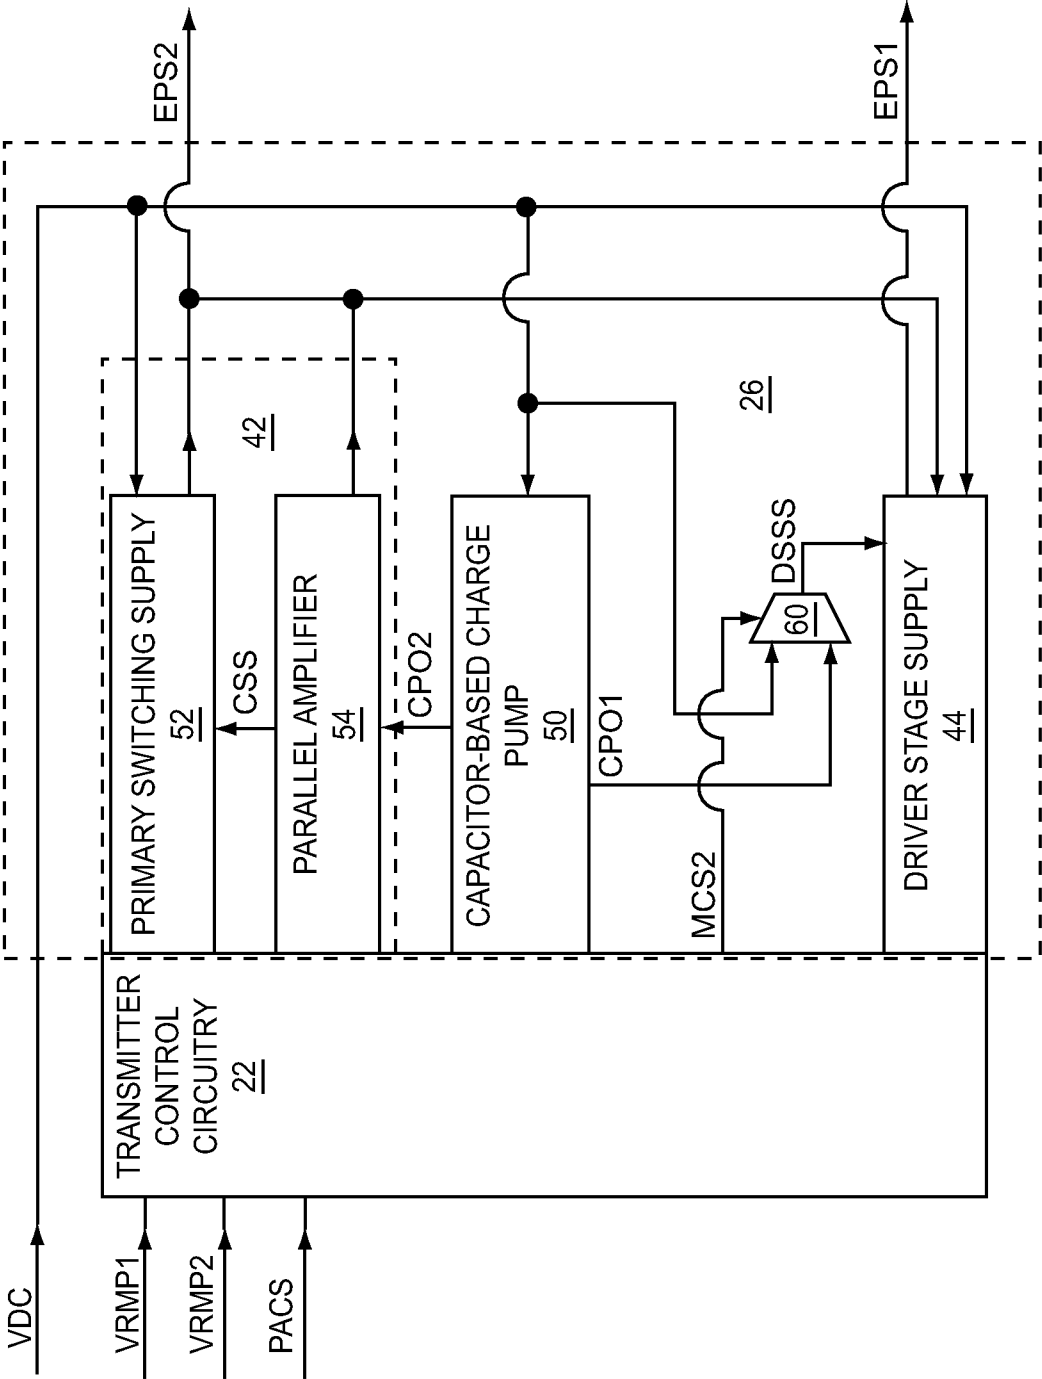 VDC
VRMP1
VRMP2
PACS
TRANSMITTER
CONTROL
CIRCUITRY
22
PRIMARY SWITCHING SUPPLY
52
CSS
PARALLEL AMPLIFIER
54
CPO2
CAPACITOR-BASED CHARGE
PUMP
50
CPO1
MCS2
60
DSSS
DRIVER STAGE SUPPLY
44
42
26
EPS2
EPS1